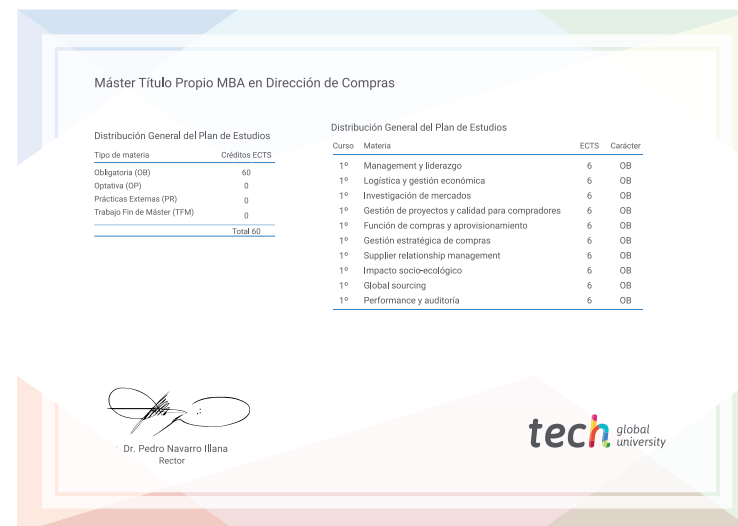 Máster Título Propio MBA en Dirección de Compras
Distribución General del Plan de Estudios
Tipo de materia Créditos ECTS
Obligatoria (OB) 60
Optativa (OP) 0
Prácticas Externas (PR) 0
Trabajo Fin de Máster (TFM) 0
Total 60
Distribución General del Plan de Estudios
Curso Materia ECTS Carácter
1º Management y liderazgo 6 OB
1º Logística y gestión económica 6 OB
1º Investigación de mercados 6 OB
1º Gestión de proyectos y calidad para compradores 6 OB
1º Función de compras y aprovisionamiento 6 OB
1º Gestión estratégica de compras 6 OB
1º Supplier relationship management 6 OB
1º Impacto socio-ecológico 6 OB
1º Global sourcing 6 OB
1º Performance y auditoría 6 OB
Dr. Pedro Navarro Illana
Rector
tech global
university